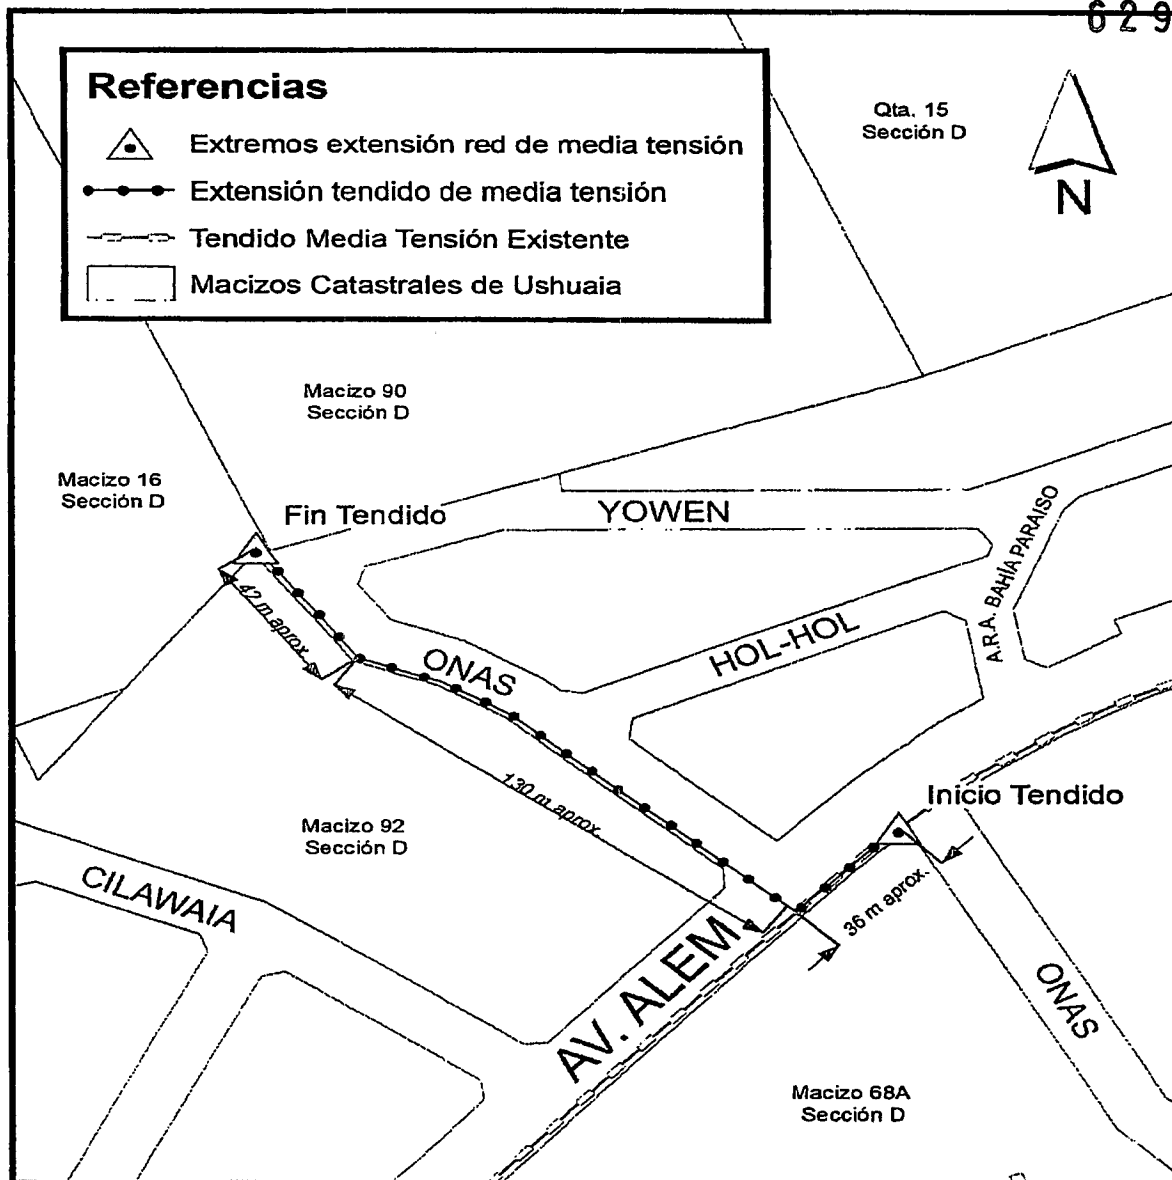 629
Referencias
Extremos extensión red de media tensión
Extensión tendido de media tensión
Tendido Media Tensión Existente
Macizos Catastrales de Ushuaia
Qta. 15
Sección D
N
Macizo 90
Sección D
Macizo 16
Sección D
Fin Tendido
YOWEN
A.R.A. BAHÍA PARAISO
42 m aprox.
ONAS
HOL-HOL
130 m aprox.
Inicio Tendido
Macizo 92
Sección D
CILAWAIA
36 m aprox.
AV. ALEM
ONAS
Macizo 68A
Sección D